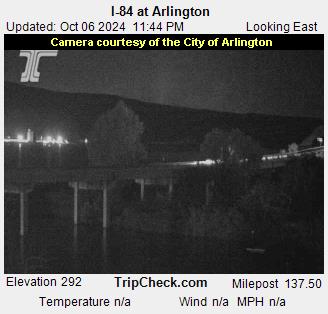 I-84 at Arlington
Updated: Oct 06 2024 11:44 PM Looking East
Camera courtesy of the City of Arlington
Elevation 292 TripCheck.com Milepost 137.50
Temperature n/a Wind n/a MPH n/a